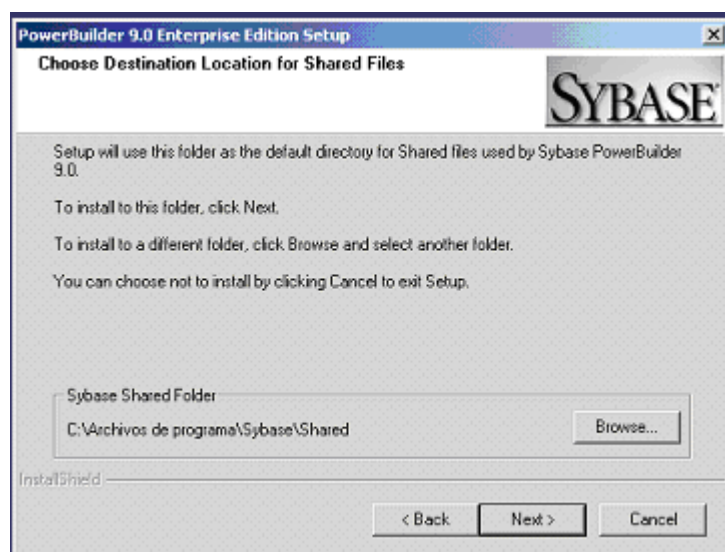 PowerBuilder 9.0 Enterprise Edition Setup
Choose Destination Location for Shared Files
SYBASE
Setup will use this folder as the default directory for Shared files used by Sybase PowerBuilder
9.0.
To install to this folder, click Next.
To install to a different folder, click Browse and select another folder.
You can choose not to install by clicking Cancel to exit Setup.
Sybase Shared Folder
C:\Archivos de programa\Sybase\Shared
Browse...
InstallShield
< Back
Next >
Cancel